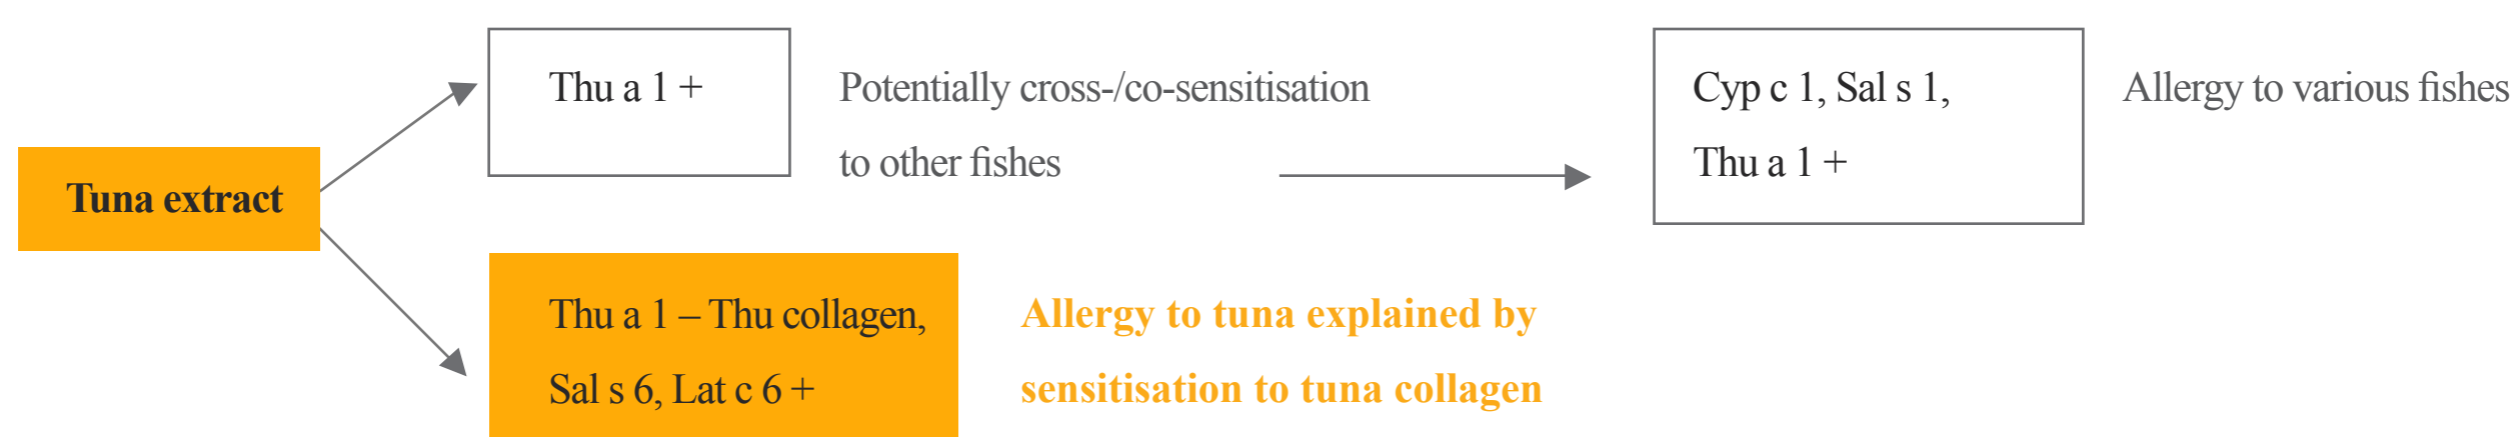 Tuna extract
Thu a 1 +
Potentially cross-/co-sensitisation
to other fishes
Cyp c 1, Sal s 1,
Thu a 1 +
Allergy to various fishes
Thu a 1 – Thu collagen,
Sal s 6, Lat c 6 +
Allergy to tuna explained by
sensitisation to tuna collagen